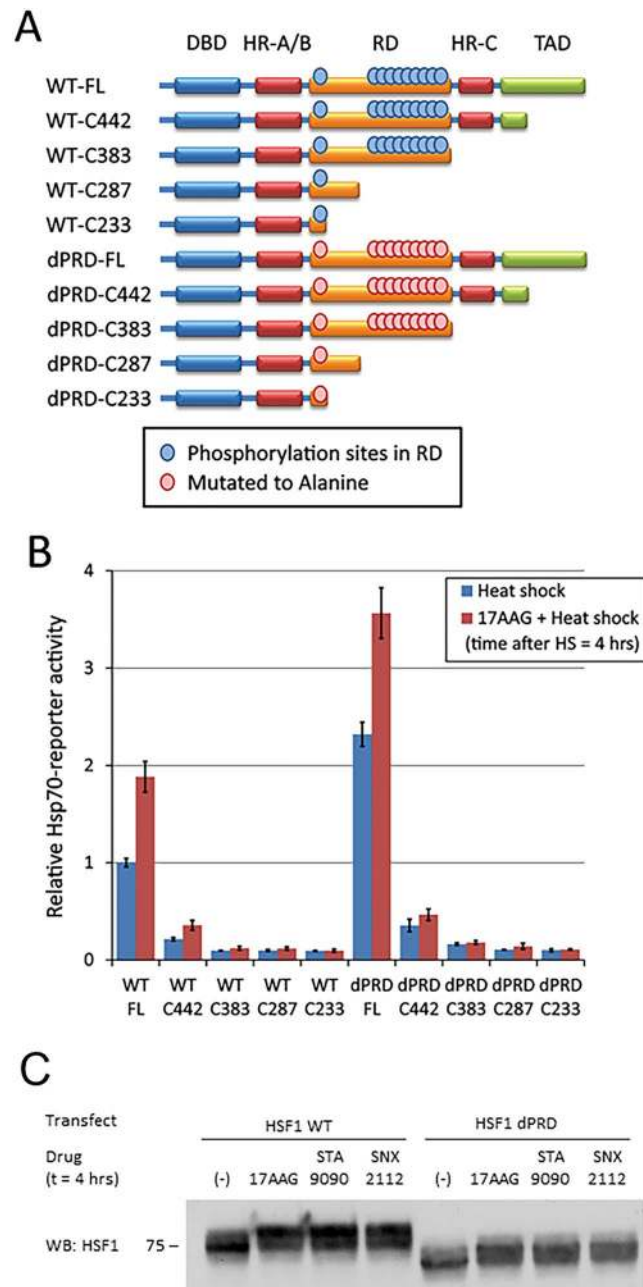 A
DBD HR-A/B RD HR-C TAD
WT-FL
WT-C442
WT-C383
WT-C287
WT-C233
dPRD-FL
dPRD-C442
dPRD-C383
dPRD-C287
dPRD-C233
Phosphorylation sites in RD
Mutated to Alanine
B
Relative Hsp70-reporter activity
4
3
2
1
0
Heat shock
17AAG + Heat shock
(time after HS = 4 hrs)
WT WT WT WT WT dPRD dPRD dPRD dPRD dPRD
FL C442 C383 C287 C233 FL C442 C383 C287 C233
C
Transfect HSF1 WT HSF1 dPRD
Drug STA SNX STA SNX
(t = 4 hrs) (-) 17AAG 9090 2112 (-) 17AAG 9090 2112
WB: HSF1 75 –